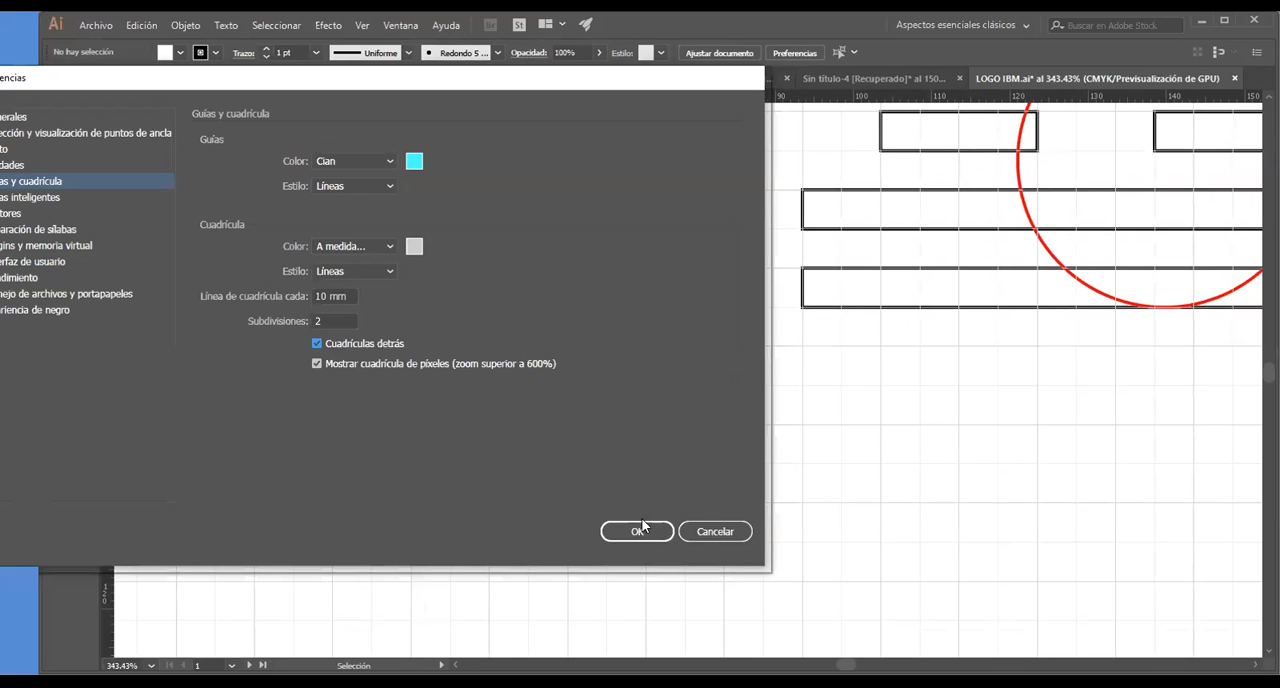 Ai Archivo Edición Objeto Texto Seleccionar Efecto Ver Ventana Ayuda Br St Aspectos esenciales clásicos Buscar en Adobe Stock
No hay selección Trazo: 1 pt Uniforme Redondo 5 ... Opacidad: 100% Estilo: Ajustar documento Preferencias
encias
Sin título-4 [Recuperado]* al 150... × LOGO IBM.ai* al 343.43% (CMYK/Previsualización de GPU) ×
90 100 110 120 130 140 150
nerales
ección y visualización de puntos de ancla
to
dades
as y cuadrícula
as inteligentes
tores
paración de sílabas
gins y memoria virtual
erfaz de usuario
ndimiento
nejo de archivos y portapapeles
riencia de negro
Guías y cuadrícula
Guías
Color: Cian
Estilo: Líneas
Cuadrícula
Color: A medida...
Estilo: Líneas
Línea de cuadrícula cada: 10 mm
Subdivisiones: 2
Cuadrículas detrás
Mostrar cuadrícula de píxeles (zoom superior a 600%)
OK Cancelar
120
343.43% 1 Selección